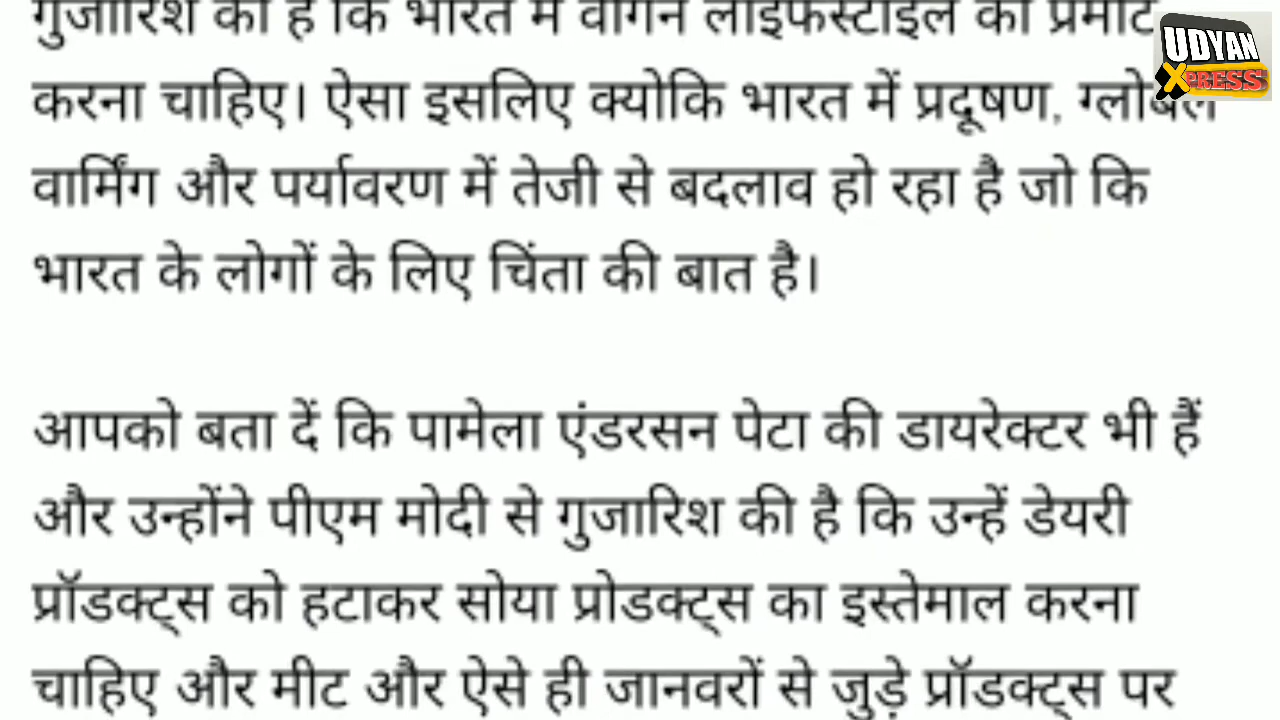 गुजारिश की है कि भारत में वीगन लाइफस्टाइल को प्रमोट
करना चाहिए। ऐसा इसलिए क्योकि भारत में प्रदूषण, ग्लोबल
वार्मिंग और पर्यावरण में तेजी से बदलाव हो रहा है जो कि
भारत के लोगों के लिए चिंता की बात है।
आपको बता दें कि पामेला एंडरसन पेटा की डायरेक्टर भी हैं
और उन्होंने पीएम मोदी से गुजारिश की है कि उन्हें डेयरी
प्रॉडक्ट्स को हटाकर सोया प्रोडक्ट्स का इस्तेमाल करना
चाहिए और मीट और ऐसे ही जानवरों से जुड़े प्रॉडक्ट्स पर
UDYAN
XPRESS